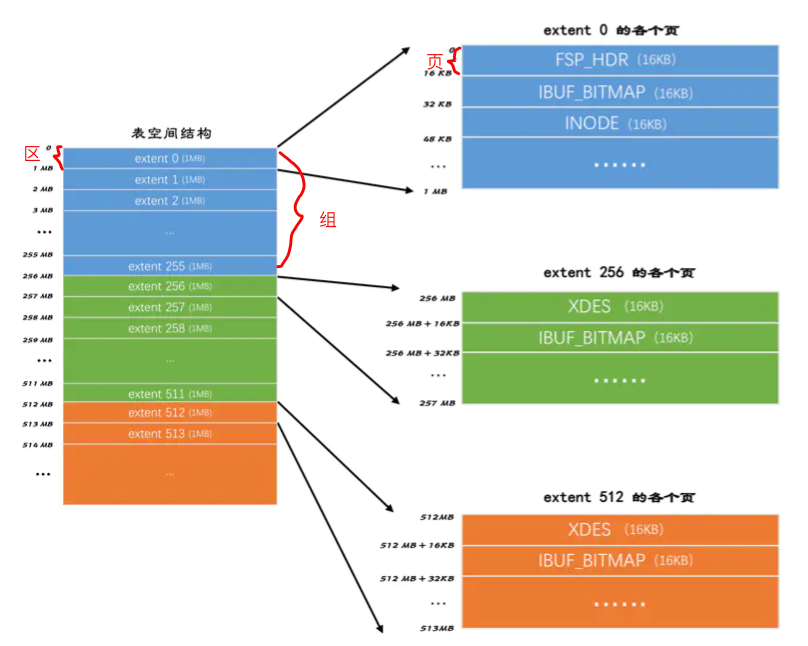 表空间结构
区
0
extent 0 (1MB)
1 MB
extent 1 (1MB)
2 MB
extent 2 (1MB)
3 MB
...
...
255 MB
extent 255 (1MB)
256 MB
extent 256 (1MB)
257 MB
extent 257 (1MB)
258 MB
extent 258 (1MB)
259 MB
...
...
511 MB
extent 511 (1MB)
512 MB
extent 512 (1MB)
513 MB
extent 513 (1MB)
514 MB
...
...
组
extent 0 的各个页
页
0
FSP_HDR (16KB)
16 KB
IBUF_BITMAP (16KB)
32 KB
INODE (16KB)
48 KB
...
......
1 MB
extent 256 的各个页
256 MB
XDES (16KB)
256 MB + 16KB
IBUF_BITMAP (16KB)
256 MB + 32KB
...
......
257 MB
extent 512 的各个页
512MB
XDES (16KB)
512 MB + 16KB
IBUF_BITMAP (16KB)
512 MB + 32KB
...
......
513MB